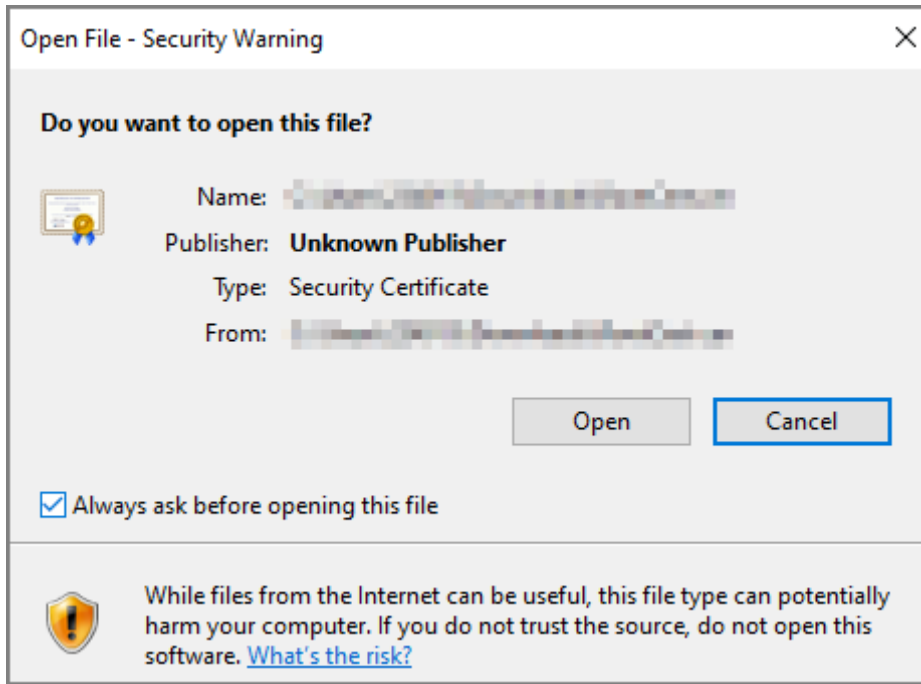 Open File - Security Warning
Do you want to open this file?
Name:
Publisher: Unknown Publisher
Type: Security Certificate
From:
Open Cancel
Always ask before opening this file
While files from the Internet can be useful, this file type can potentially
harm your computer. If you do not trust the source, do not open this
software. What's the risk?